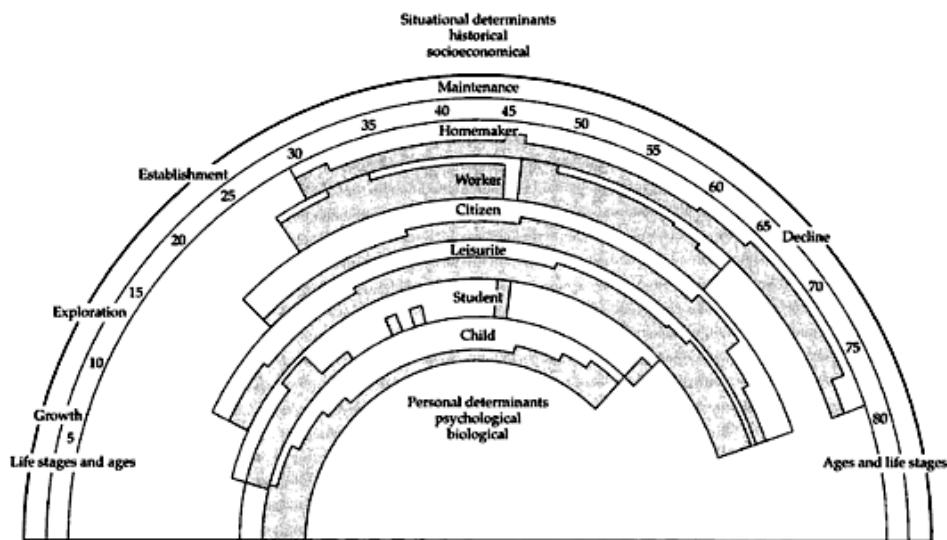 Situational determinants
historical
socioeconomical
Maintenance
40 45
35 50
Homemaker
30 55
Establishment
25 Worker 60
Citizen
20 65
Leisurite Decline
15 Student 70
Exploration
Child
10 75
Personal determinants
psychological
biological
Growth 80
5
Life stages and ages Ages and life stages